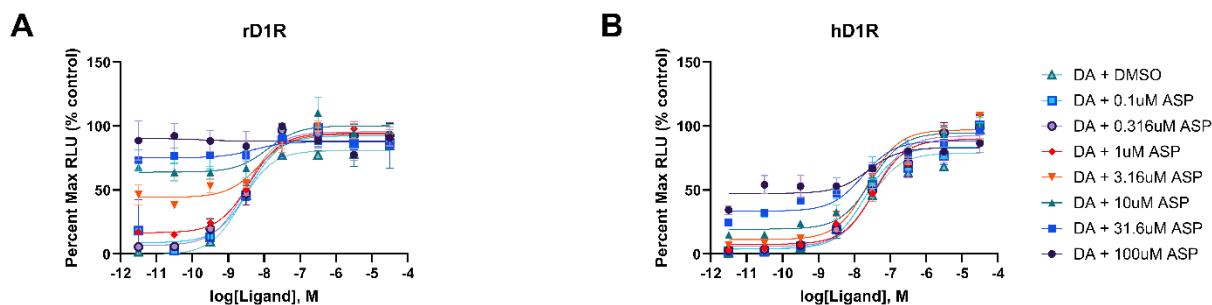 A
rD1R
Percent Max RLU (% control)
150
100
50
0
-12 -11 -10 -9 -8 -7 -6 -5 -4
log[Ligand], M
B
hD1R
Percent Max RLU (% control)
150
100
50
0
-12 -11 -10 -9 -8 -7 -6 -5 -4
log[Ligand], M
DA + DMSO
DA + 0.1uM ASP
DA + 0.316uM ASP
DA + 1uM ASP
DA + 3.16uM ASP
DA + 10uM ASP
DA + 31.6uM ASP
DA + 100uM ASP